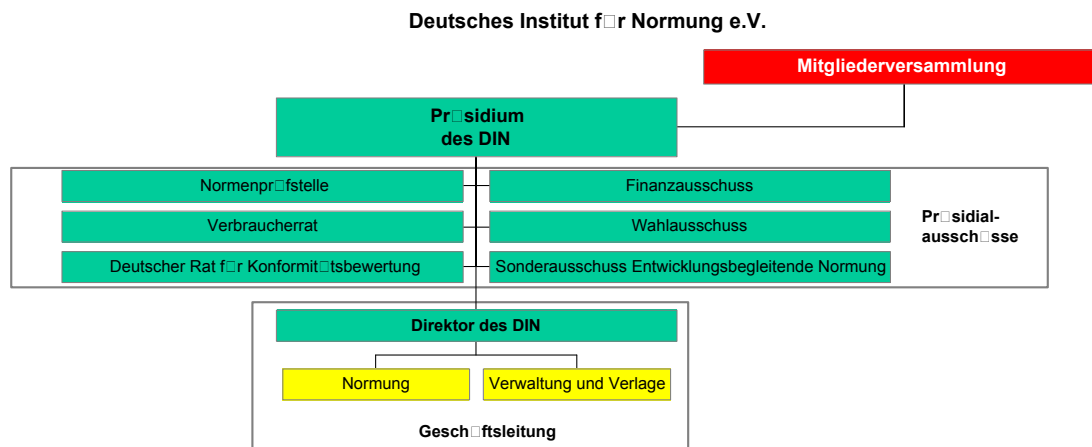 Deutsches Institut f□r Normung e.V.
Mitgliederversammlung
Pr□sidium
des DIN
Normenpr□fstelle
Finanzausschuss
Verbraucherrat
Wahlausschuss
Pr□sidial-
aussch□sse
Deutscher Rat f□r Konformit□tsbewertung
Sonderausschuss Entwicklungsbegleitende Normung
Direktor des DIN
Normung
Verwaltung und Verlage
Gesch□ftsleitung